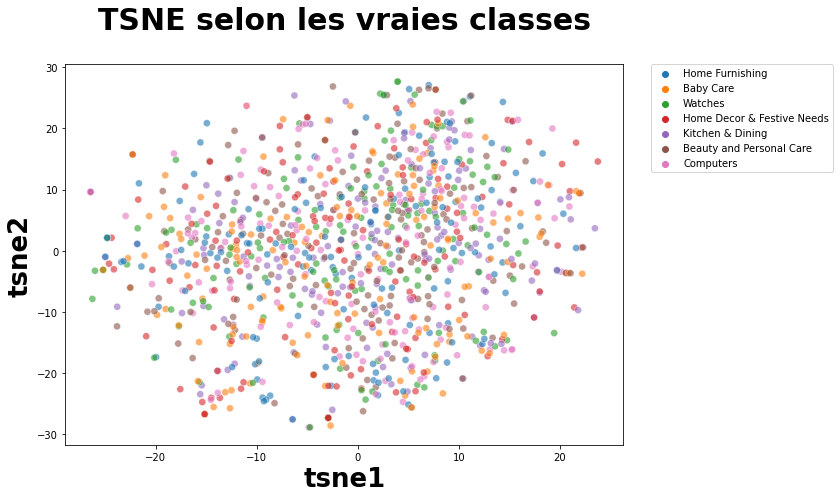 TSNE selon les vraies classes
30
20
10
0
−10
−20
−30
tsne2
−20
−10
0
10
20
tsne1
Home Furnishing
Baby Care
Watches
Home Decor & Festive Needs
Kitchen & Dining
Beauty and Personal Care
Computers